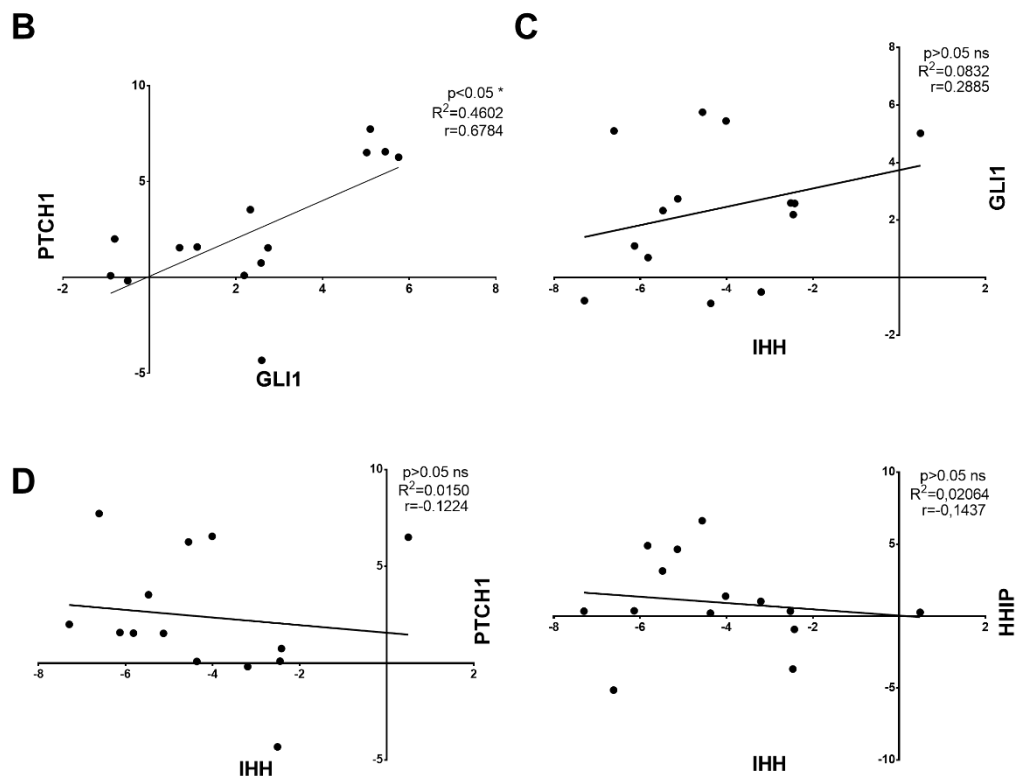 B
10
5
-5
-2
2
4
6
8
PTCH1
GLI1
p<0.05 *
R²=0.4602
r=0.6784
C
8
6
4
2
-2
-8
-6
-4
-2
2
GLI1
IHH
p>0.05 ns
R²=0.0832
r=0.2885
D
10
5
-5
-8
-6
-4
-2
2
PTCH1
IHH
p>0.05 ns
R²=0.0150
r=-0.1224
10
5
-5
-10
-8
-6
-4
-2
2
HHIP
IHH
p>0.05 ns
R²=0,02064
r=-0,1437